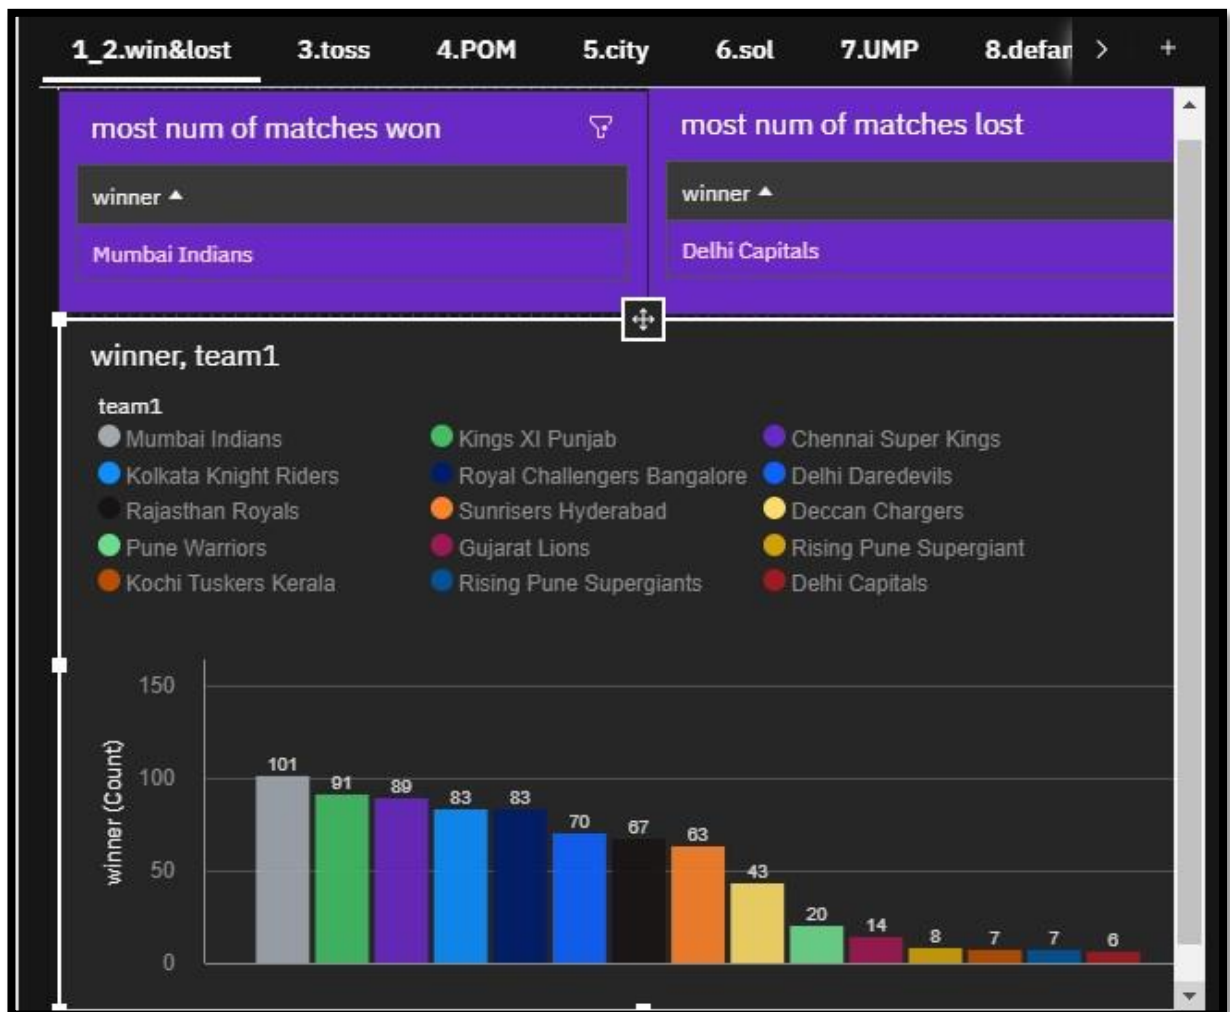 1_2.win&lost 3.toss 4.POM 5.city 6.sol 7.UMP 8.defar > +
most num of matches won
winner
Mumbai Indians
most num of matches lost
winner
Delhi Capitals
winner, team1
team1
Mumbai Indians Kings XI Punjab Chennai Super Kings
Kolkata Knight Riders Royal Challengers Bangalore Delhi Daredevils
Rajasthan Royals Sunrisers Hyderabad Deccan Chargers
Pune Warriors Gujarat Lions Rising Pune Supergiant
Kochi Tuskers Kerala Rising Pune Supergiants Delhi Capitals
winner (Count)
150
100
50
0
101 91 89 83 83 70 67 63 43 20 14 8 7 7 6